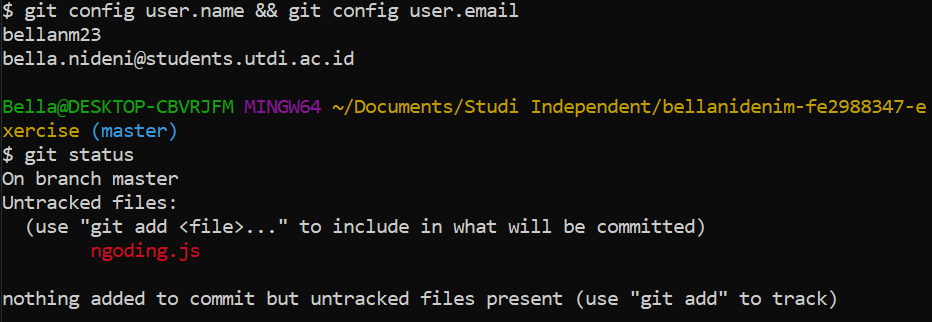 $ git config user.name && git config user.email
bellanm23
bella.nideni@students.utdi.ac.id
Bella@DESKTOP-CBVRJFM MINGW64 ~/Documents/Studi Independent/bellanidenim-fe2988347-e
xercise (master)
$ git status
On branch master
Untracked files:
  (use "git add <file>..." to include in what will be committed)
        ngoding.js
nothing added to commit but untracked files present (use "git add" to track)